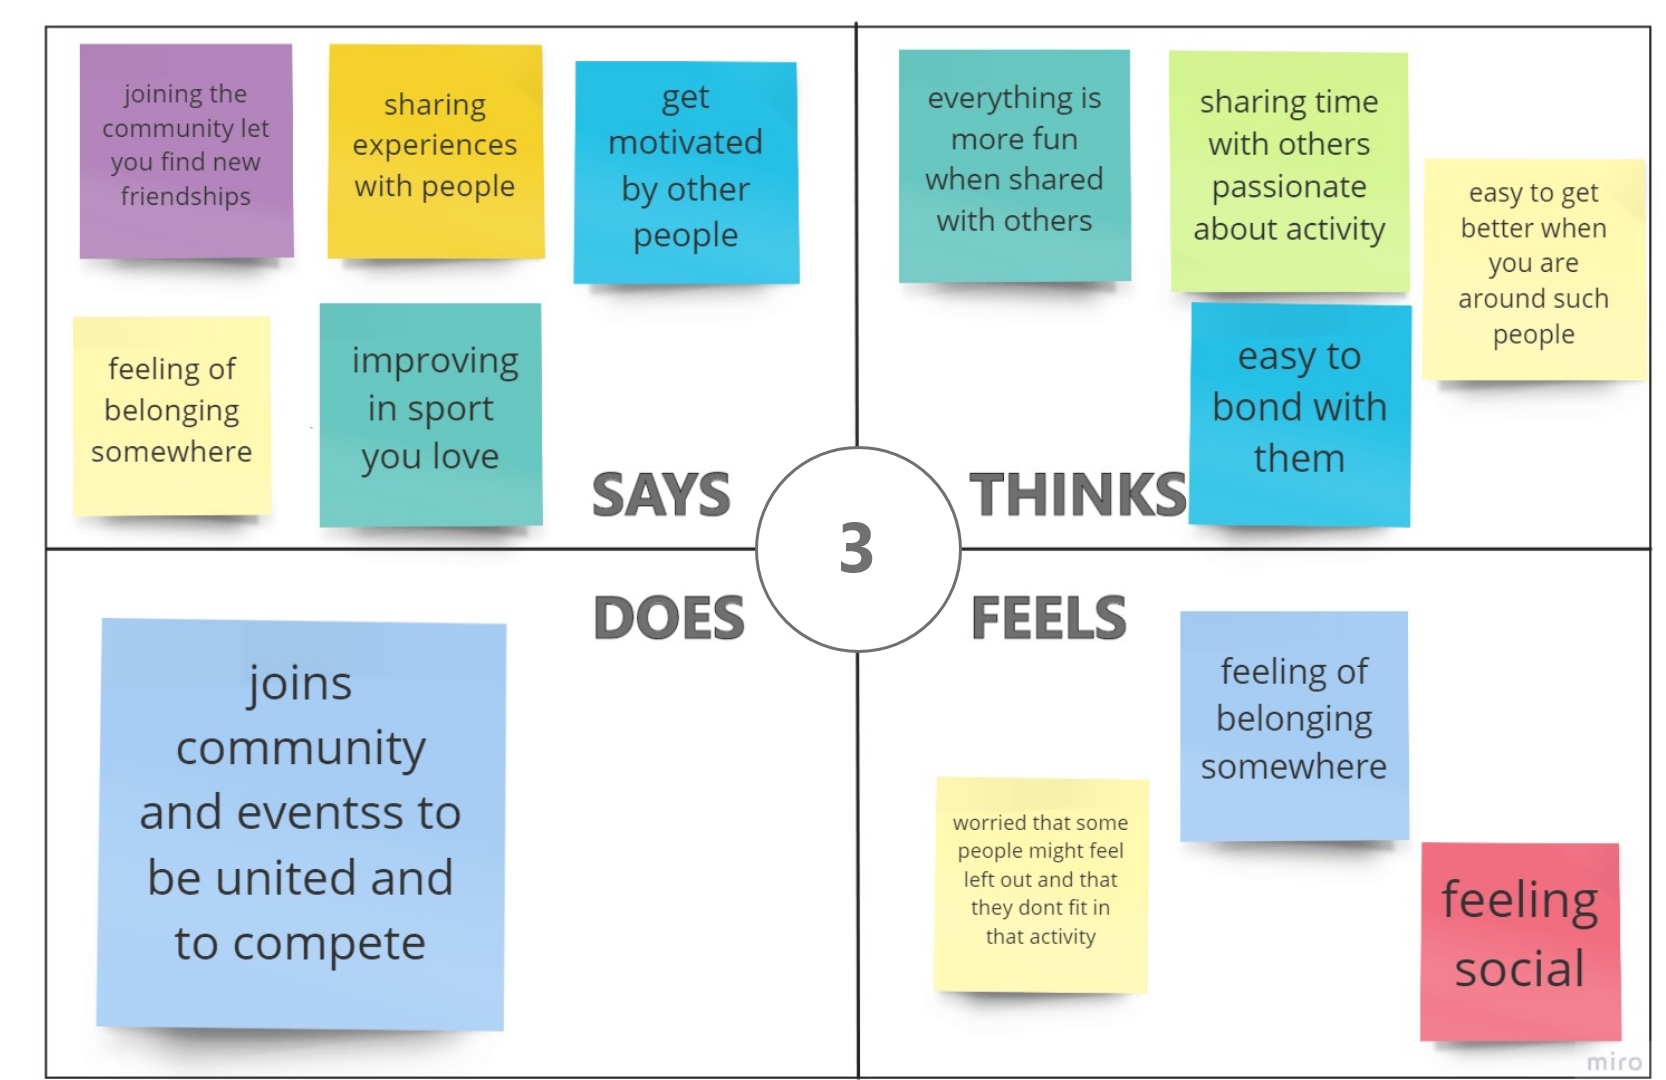 joining the
community let
you find new
friendships
sharing
experiences
with people
get
motivated
by other
people
feeling of
belonging
somewhere
improving
in sport
you love
SAYS
everything is
more fun
when shared
with others
sharing time
with others
passionate
about activity
easy to get
better when
you are
around such
people
easy to
bond with
them
THINKS
3
DOES
joins
community
and eventss to
be united and
to compete
FEELS
feeling of
belonging
somewhere
worried that some
people might feel
left out and that
they dont fit in
that activity
feeling
social
miro